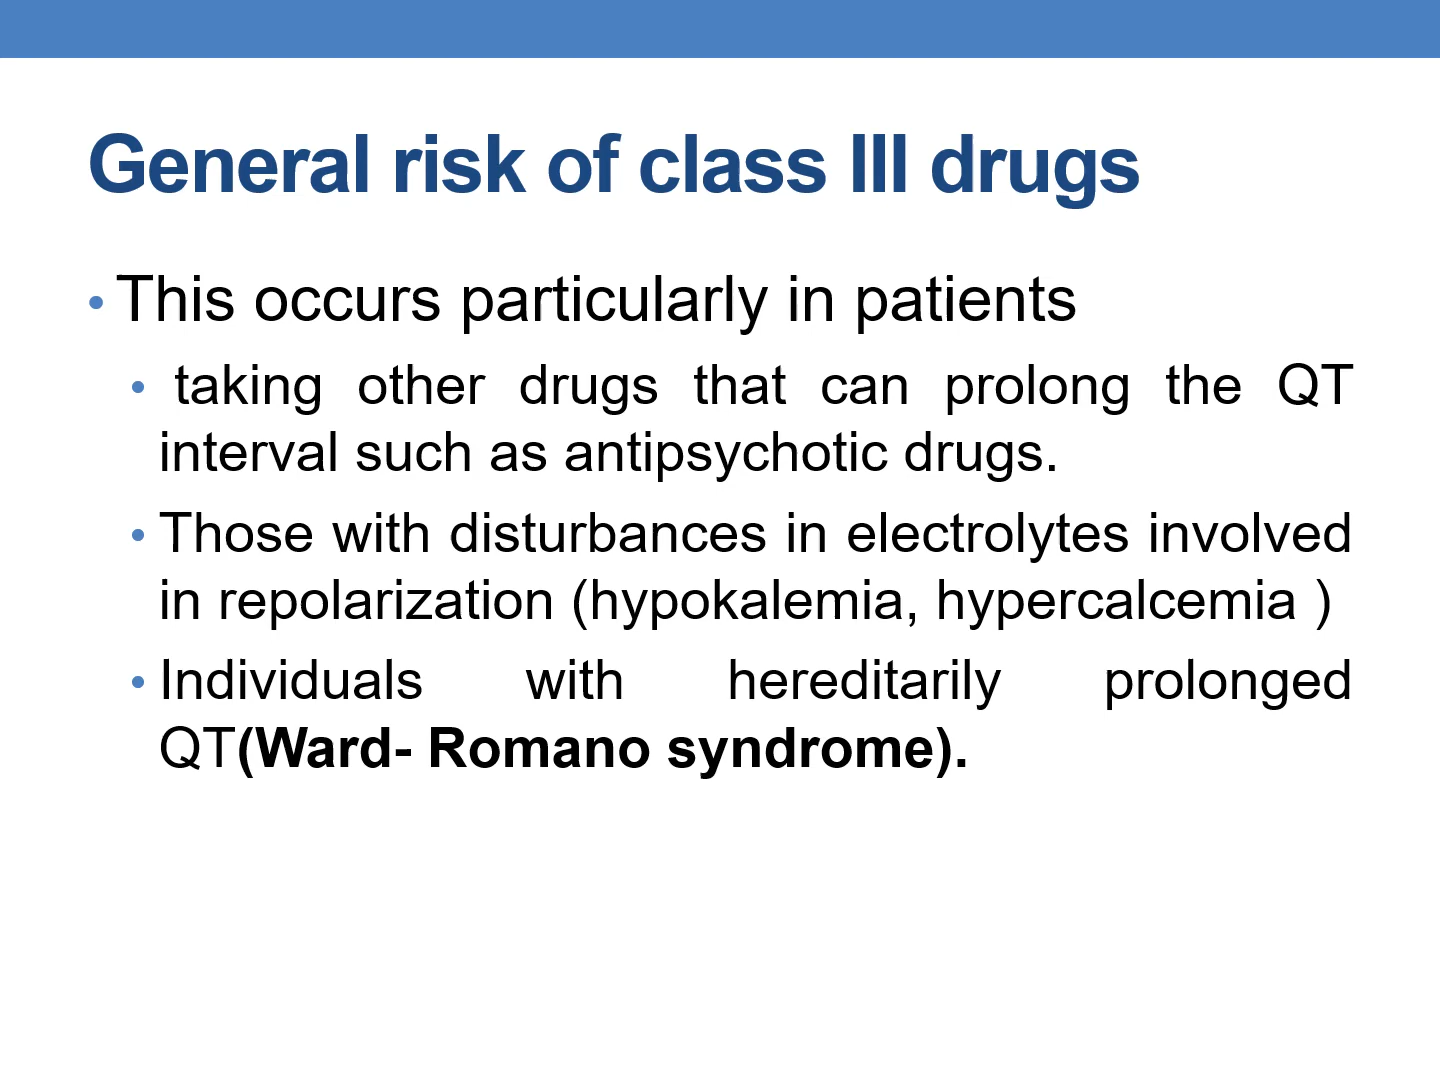 General risk of class III drugs
• This occurs particularly in patients
• taking other drugs that can prolong the QT
interval such as antipsychotic drugs.
• Those with disturbances in electrolytes involved
in repolarization (hypokalemia, hypercalcemia )
• Individuals with hereditarily prolonged
QT(Ward- Romano syndrome).